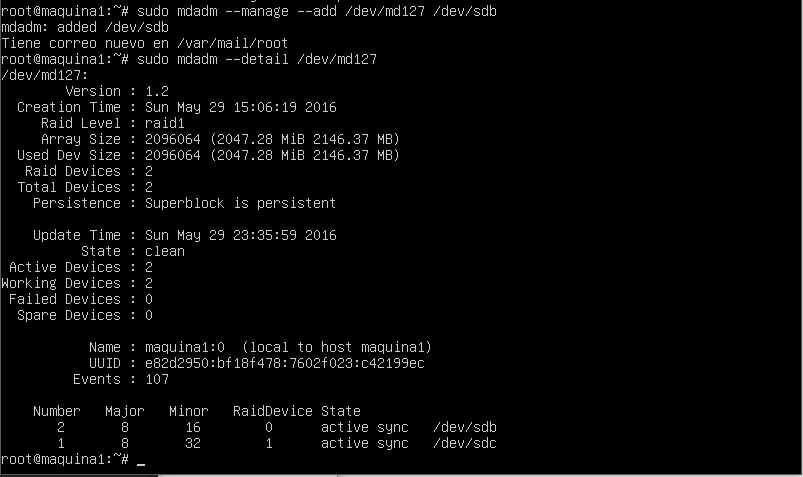 root@maquina1:~# sudo mdadm --manage --add /dev/md127 /dev/sdb
mdadm: added /dev/sdb
Tiene correo nuevo en /var/mail/root
root@maquina1:~# sudo mdadm --detail /dev/md127
/dev/md127:
        Version : 1.2
  Creation Time : Sun May 29 15:06:19 2016
     Raid Level : raid1
     Array Size : 2096064 (2047.28 MiB 2146.37 MB)
  Used Dev Size : 2096064 (2047.28 MiB 2146.37 MB)
   Raid Devices : 2
  Total Devices : 2
    Persistence : Superblock is persistent
    Update Time : Sun May 29 23:35:59 2016
          State : clean
 Active Devices : 2
Working Devices : 2
 Failed Devices : 0
  Spare Devices : 0
           Name : maquina1:0  (local to host maquina1)
           UUID : e82d2950:bf18f478:7602f023:c42199ec
         Events : 107
    Number   Major   Minor   RaidDevice State
       2       8       16        0      active sync   /dev/sdb
       1       8       32        1      active sync   /dev/sdc
root@maquina1:~# _